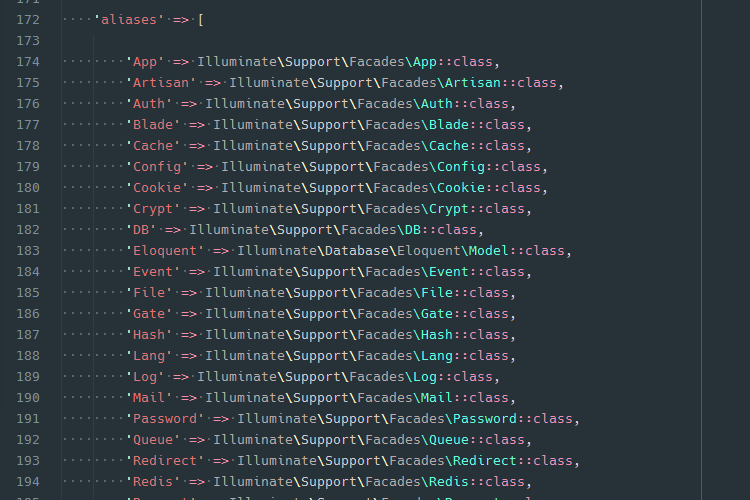 171
172 'aliases' => [
173
174 'App' => Illuminate\Support\Facades\App::class,
175 'Artisan' => Illuminate\Support\Facades\Artisan::class,
176 'Auth' => Illuminate\Support\Facades\Auth::class,
177 'Blade' => Illuminate\Support\Facades\Blade::class,
178 'Cache' => Illuminate\Support\Facades\Cache::class,
179 'Config' => Illuminate\Support\Facades\Config::class,
180 'Cookie' => Illuminate\Support\Facades\Cookie::class,
181 'Crypt' => Illuminate\Support\Facades\Crypt::class,
182 'DB' => Illuminate\Support\Facades\DB::class,
183 'Eloquent' => Illuminate\Database\Eloquent\Model::class,
184 'Event' => Illuminate\Support\Facades\Event::class,
185 'File' => Illuminate\Support\Facades\File::class,
186 'Gate' => Illuminate\Support\Facades\Gate::class,
187 'Hash' => Illuminate\Support\Facades\Hash::class,
188 'Lang' => Illuminate\Support\Facades\Lang::class,
189 'Log' => Illuminate\Support\Facades\Log::class,
190 'Mail' => Illuminate\Support\Facades\Mail::class,
191 'Password' => Illuminate\Support\Facades\Password::class,
192 'Queue' => Illuminate\Support\Facades\Queue::class,
193 'Redirect' => Illuminate\Support\Facades\Redirect::class,
194 'Redis' => Illuminate\Support\Facades\Redis::class,